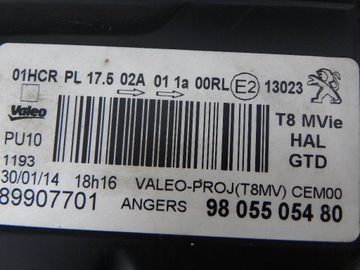 01HCR PL 17.5 02A 01 1a 00RL E2 13023
Valeo
T8 MVie
PU10
HAL
1193
GTD
30/01/14 18h16 VALEO-PROJ(T8MV) CEM00
89907701 ANGERS 98 055 054 80